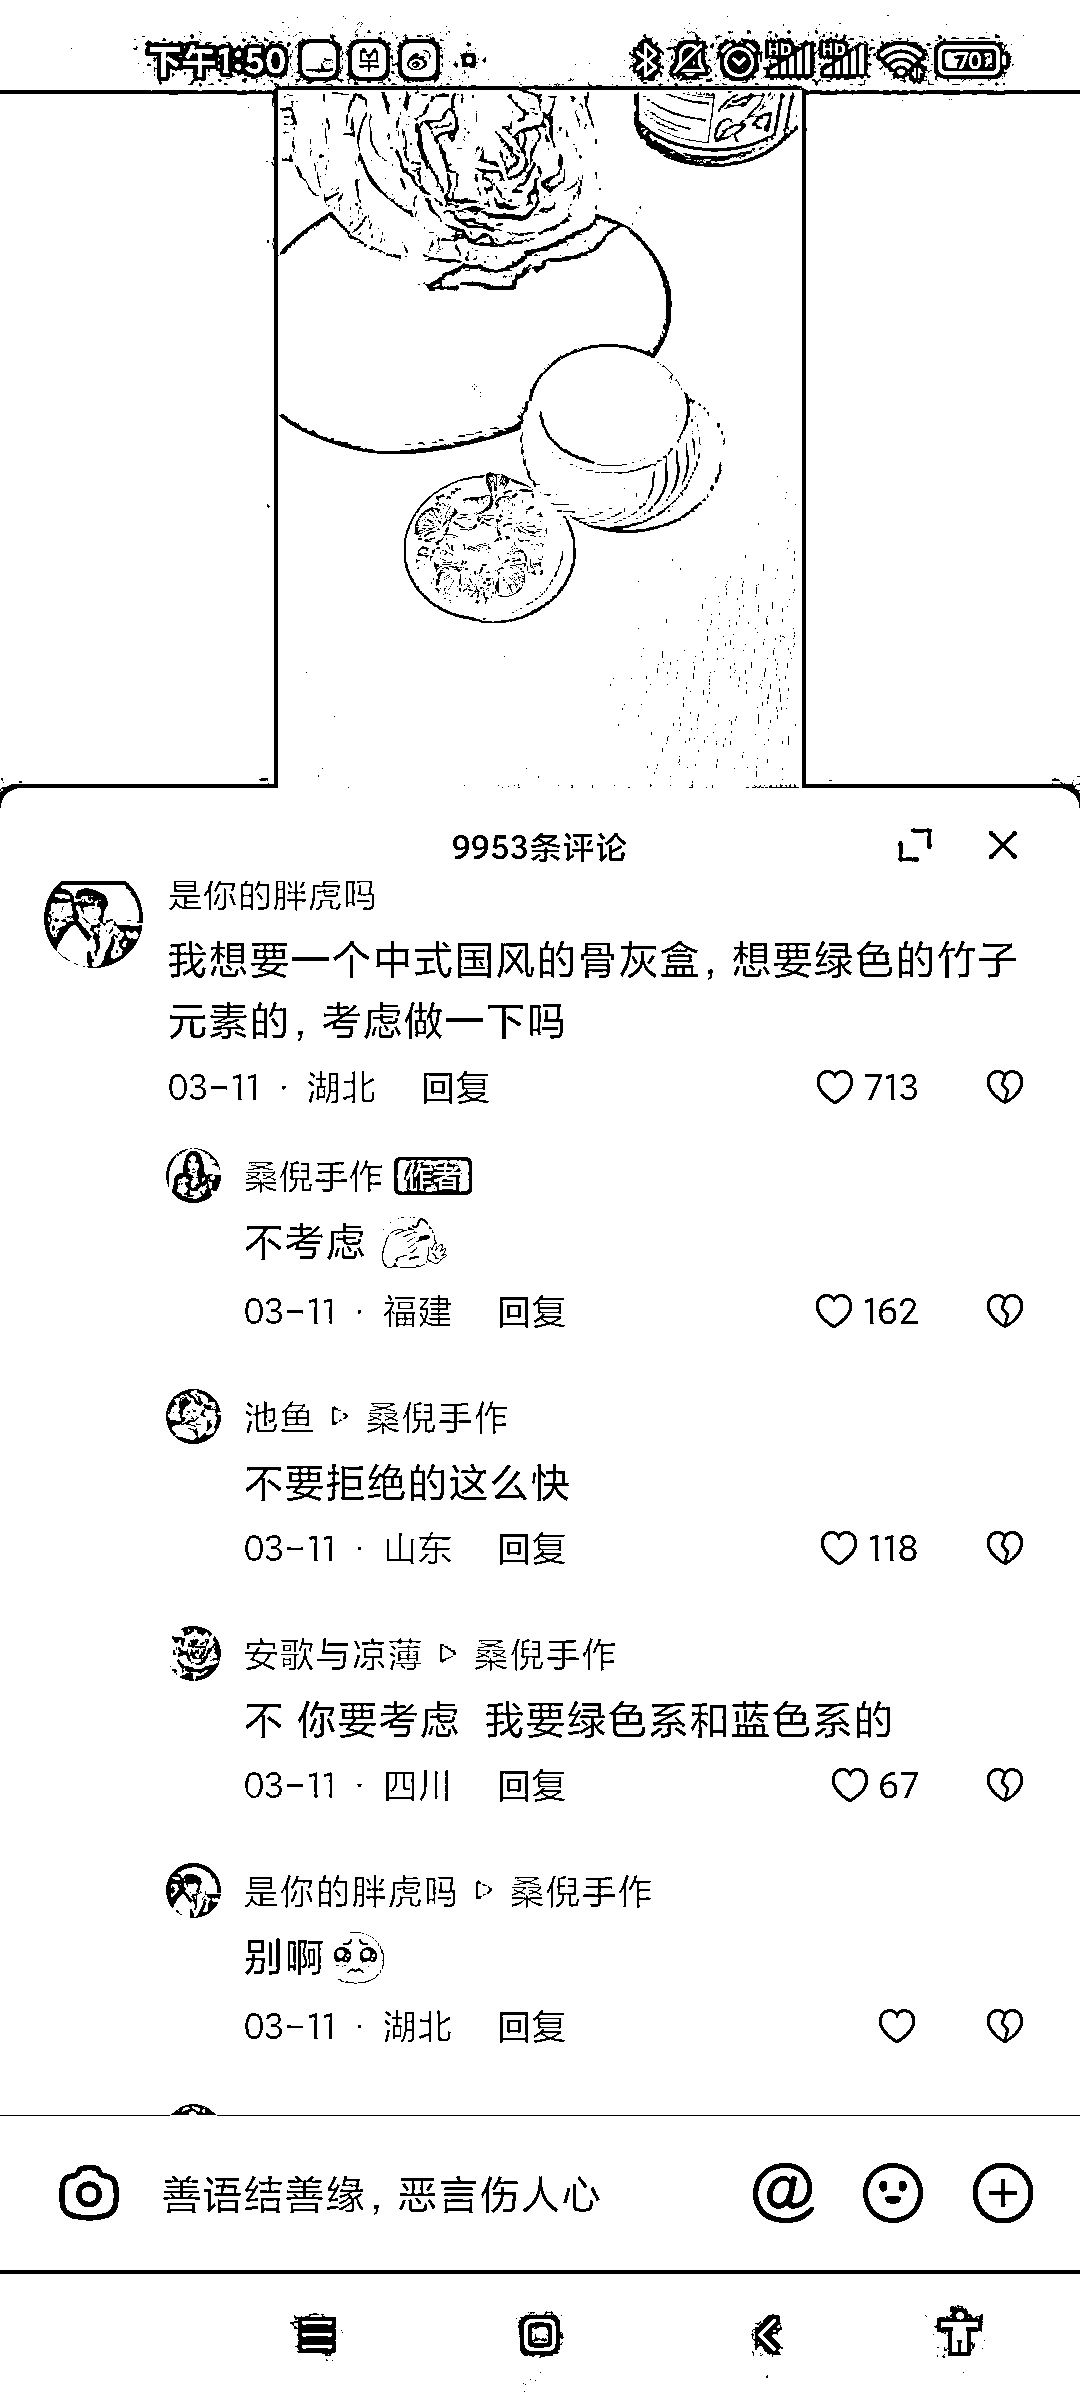 下午1:50
HD
HD
70
9953条评论
是你的胖虎吗
我想要一个中式国风的骨灰盒, 想要绿色的竹子
元素的, 考虑做一下吗
03-11 · 湖北 回复 713
桑倪手作 作者
不考虑
03-11 · 福建 回复 162
池鱼 ▷ 桑倪手作
不要拒绝的这么快
03-11 · 山东 回复 118
安歌与凉薄 ▷ 桑倪手作
不 你要考虑 我要绿色系和蓝色系的
03-11 · 四川 回复 67
是你的胖虎吗 ▷ 桑倪手作
别啊
03-11 · 湖北 回复
善语结善缘, 恶言伤人心 @